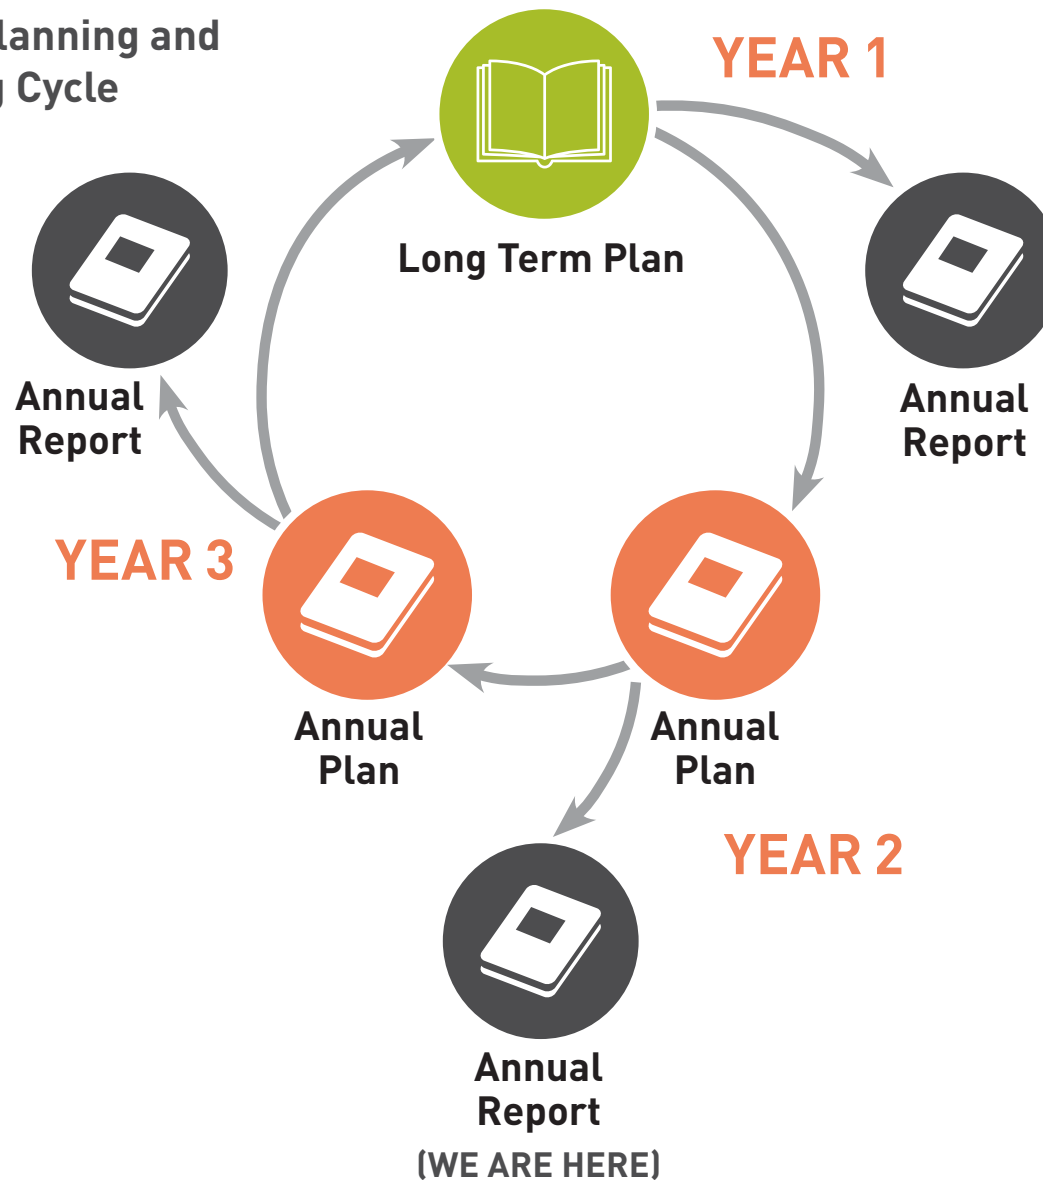 lanning and
g Cycle
YEAR 1
Long Term Plan
Annual
Report
Annual
Report
YEAR 3
Annual
Plan
Annual
Plan
YEAR 2
Annual
Report
(WE ARE HERE)